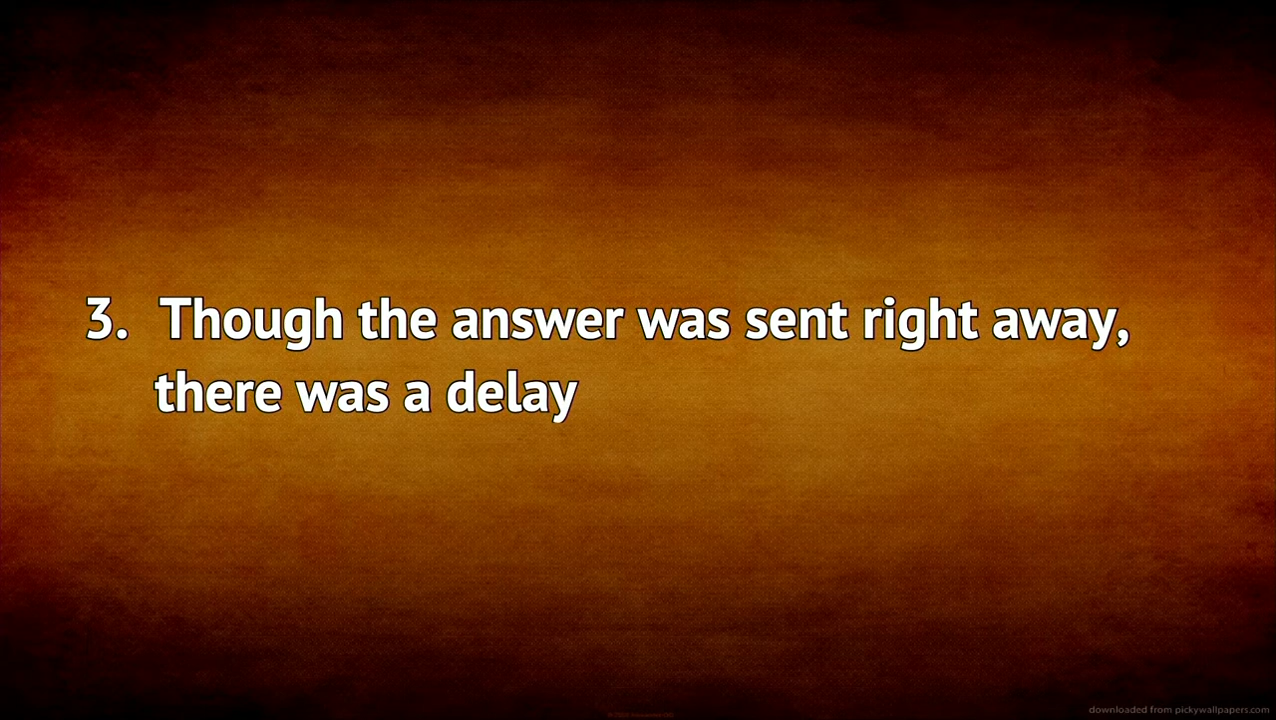 3. Though the answer was sent right away,
there was a delay
downloaded from pickywallpapers.com